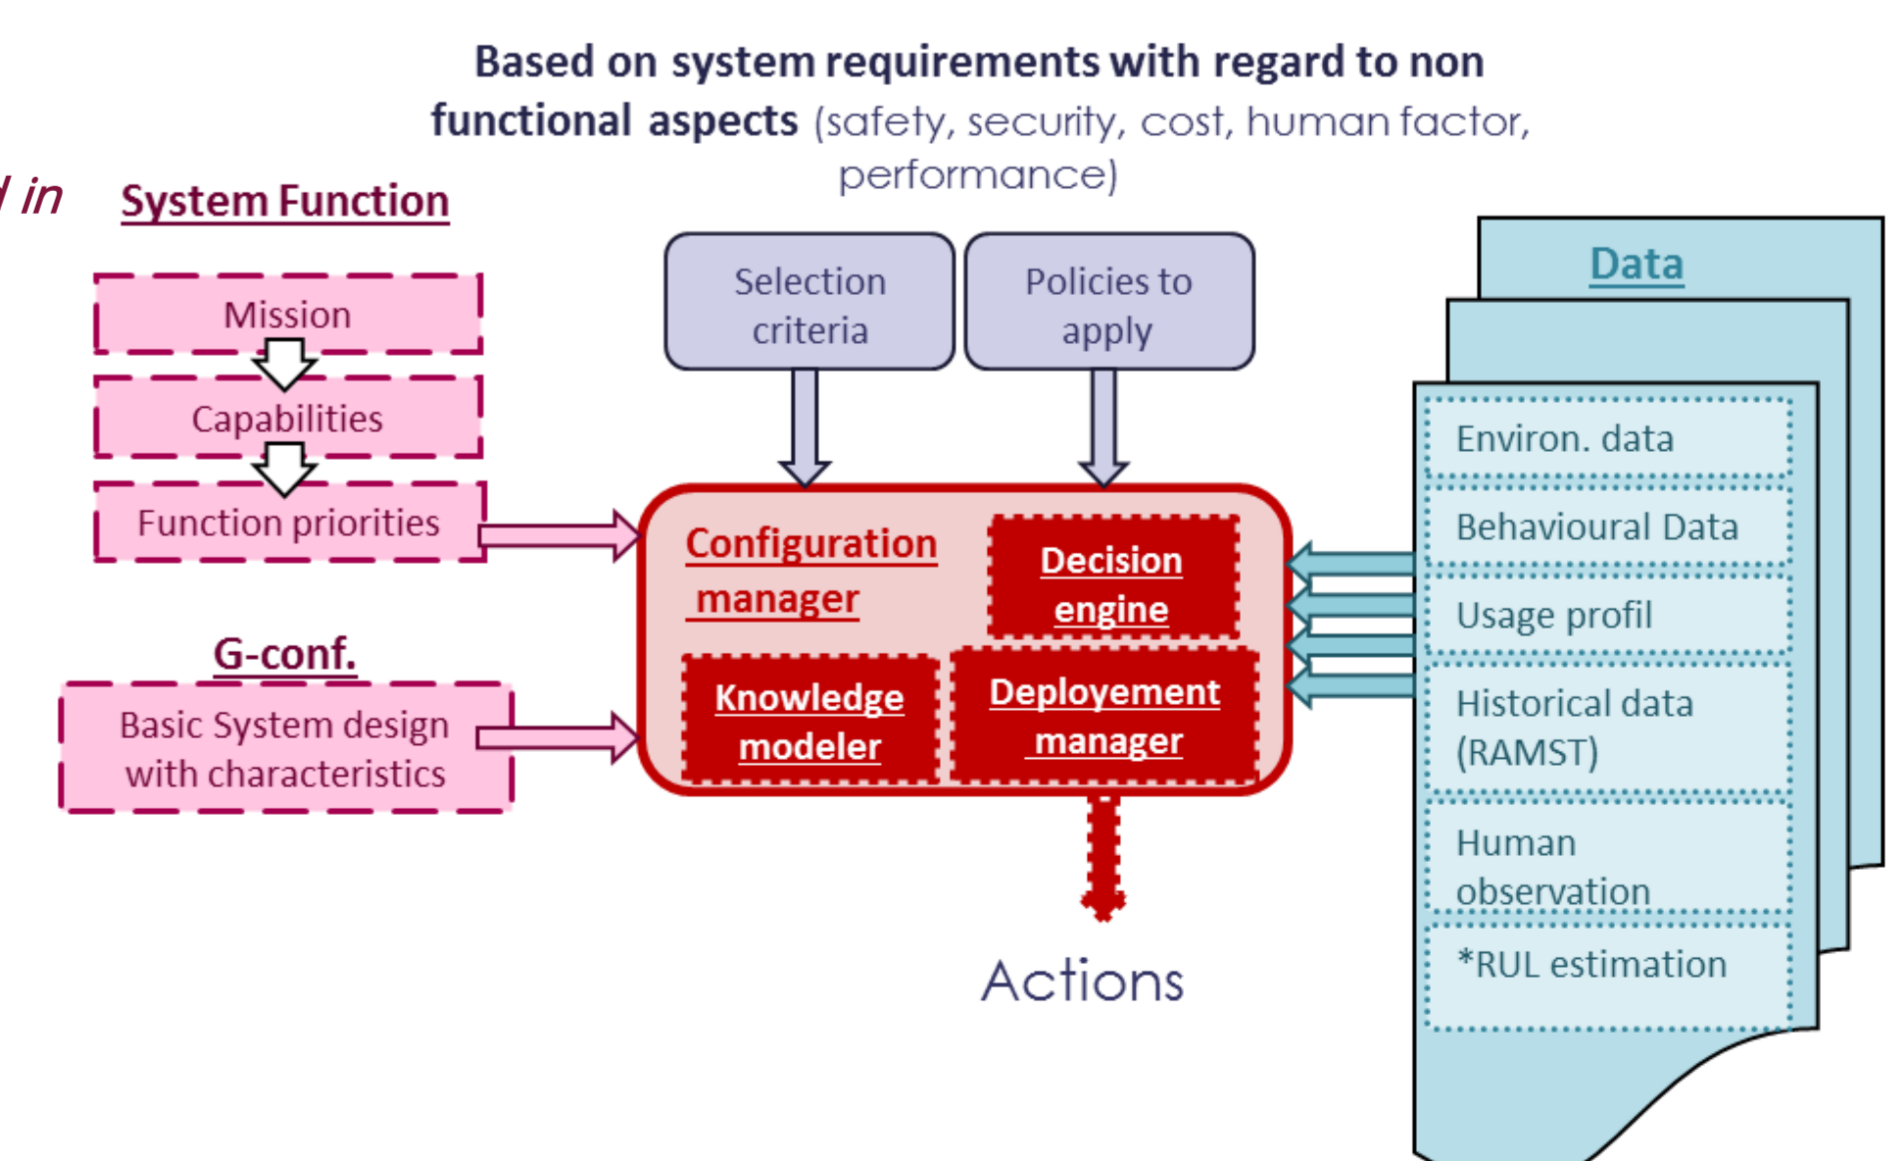 Based on system requirements with regard to non
functional aspects (safety, security, cost, human factor,
performance)
in
System Function
Mission
Capabilities
Function priorities
G-conf.
Basic System design
with characteristics
Selection
criteria
Policies to
apply
Configuration
manager
Decision
engine
Knowledge
modeler
Deployement
manager
Actions
Data
Environ. data
Behavioural Data
Usage profil
Historical data
(RAMST)
Human
observation
*RUL estimation